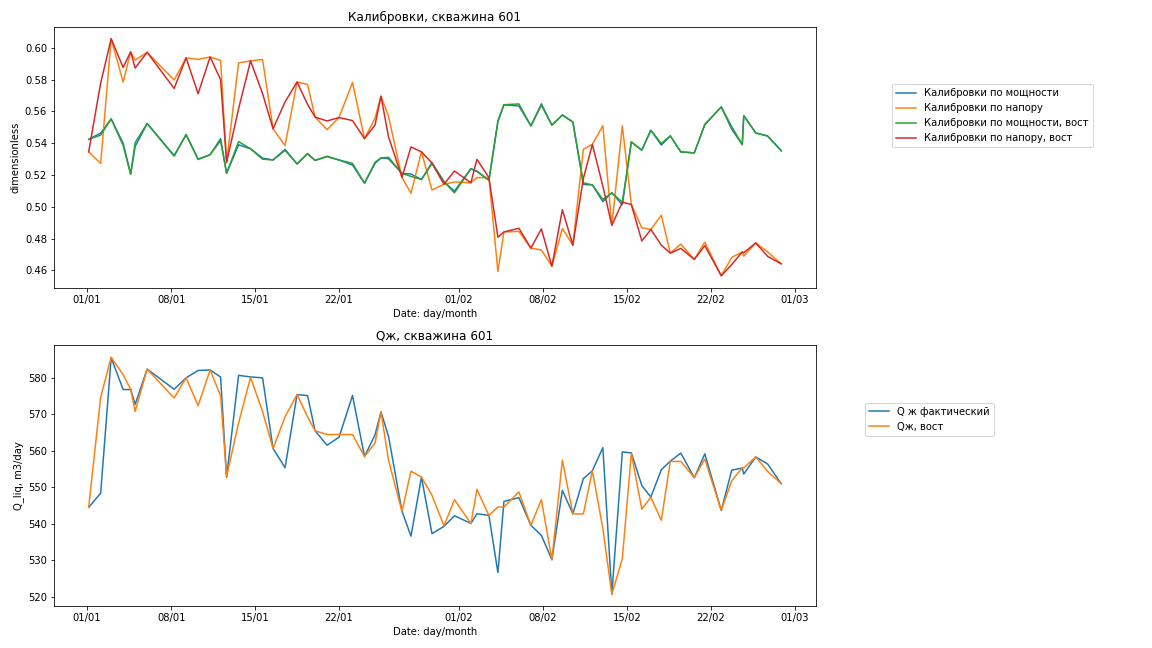 Калибровки, скважина 601
0.60
0.58
0.56
0.54
0.52
0.50
0.48
0.46
dimensionless
01/01 08/01 15/01 22/01 01/02 08/02 15/02 22/02 01/03
Date: day/month
Калибровки по мощности
Калибровки по напору
Калибровки по мощности, вост
Калибровки по напору, вост
Qж, скважина 601
580
570
560
550
540
530
520
Q_liq, m3/day
01/01 08/01 15/01 22/01 01/02 08/02 15/02 22/02 01/03
Date: day/month
Q ж фактический
Qж, вост